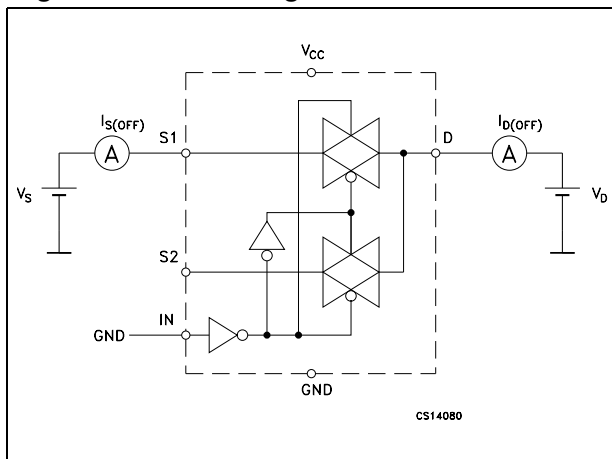 V_CC
I_S(OFF)
I_D(OFF)
A
S1
D
A
V_S
V_D
S2
IN
GND
GND
CS14080